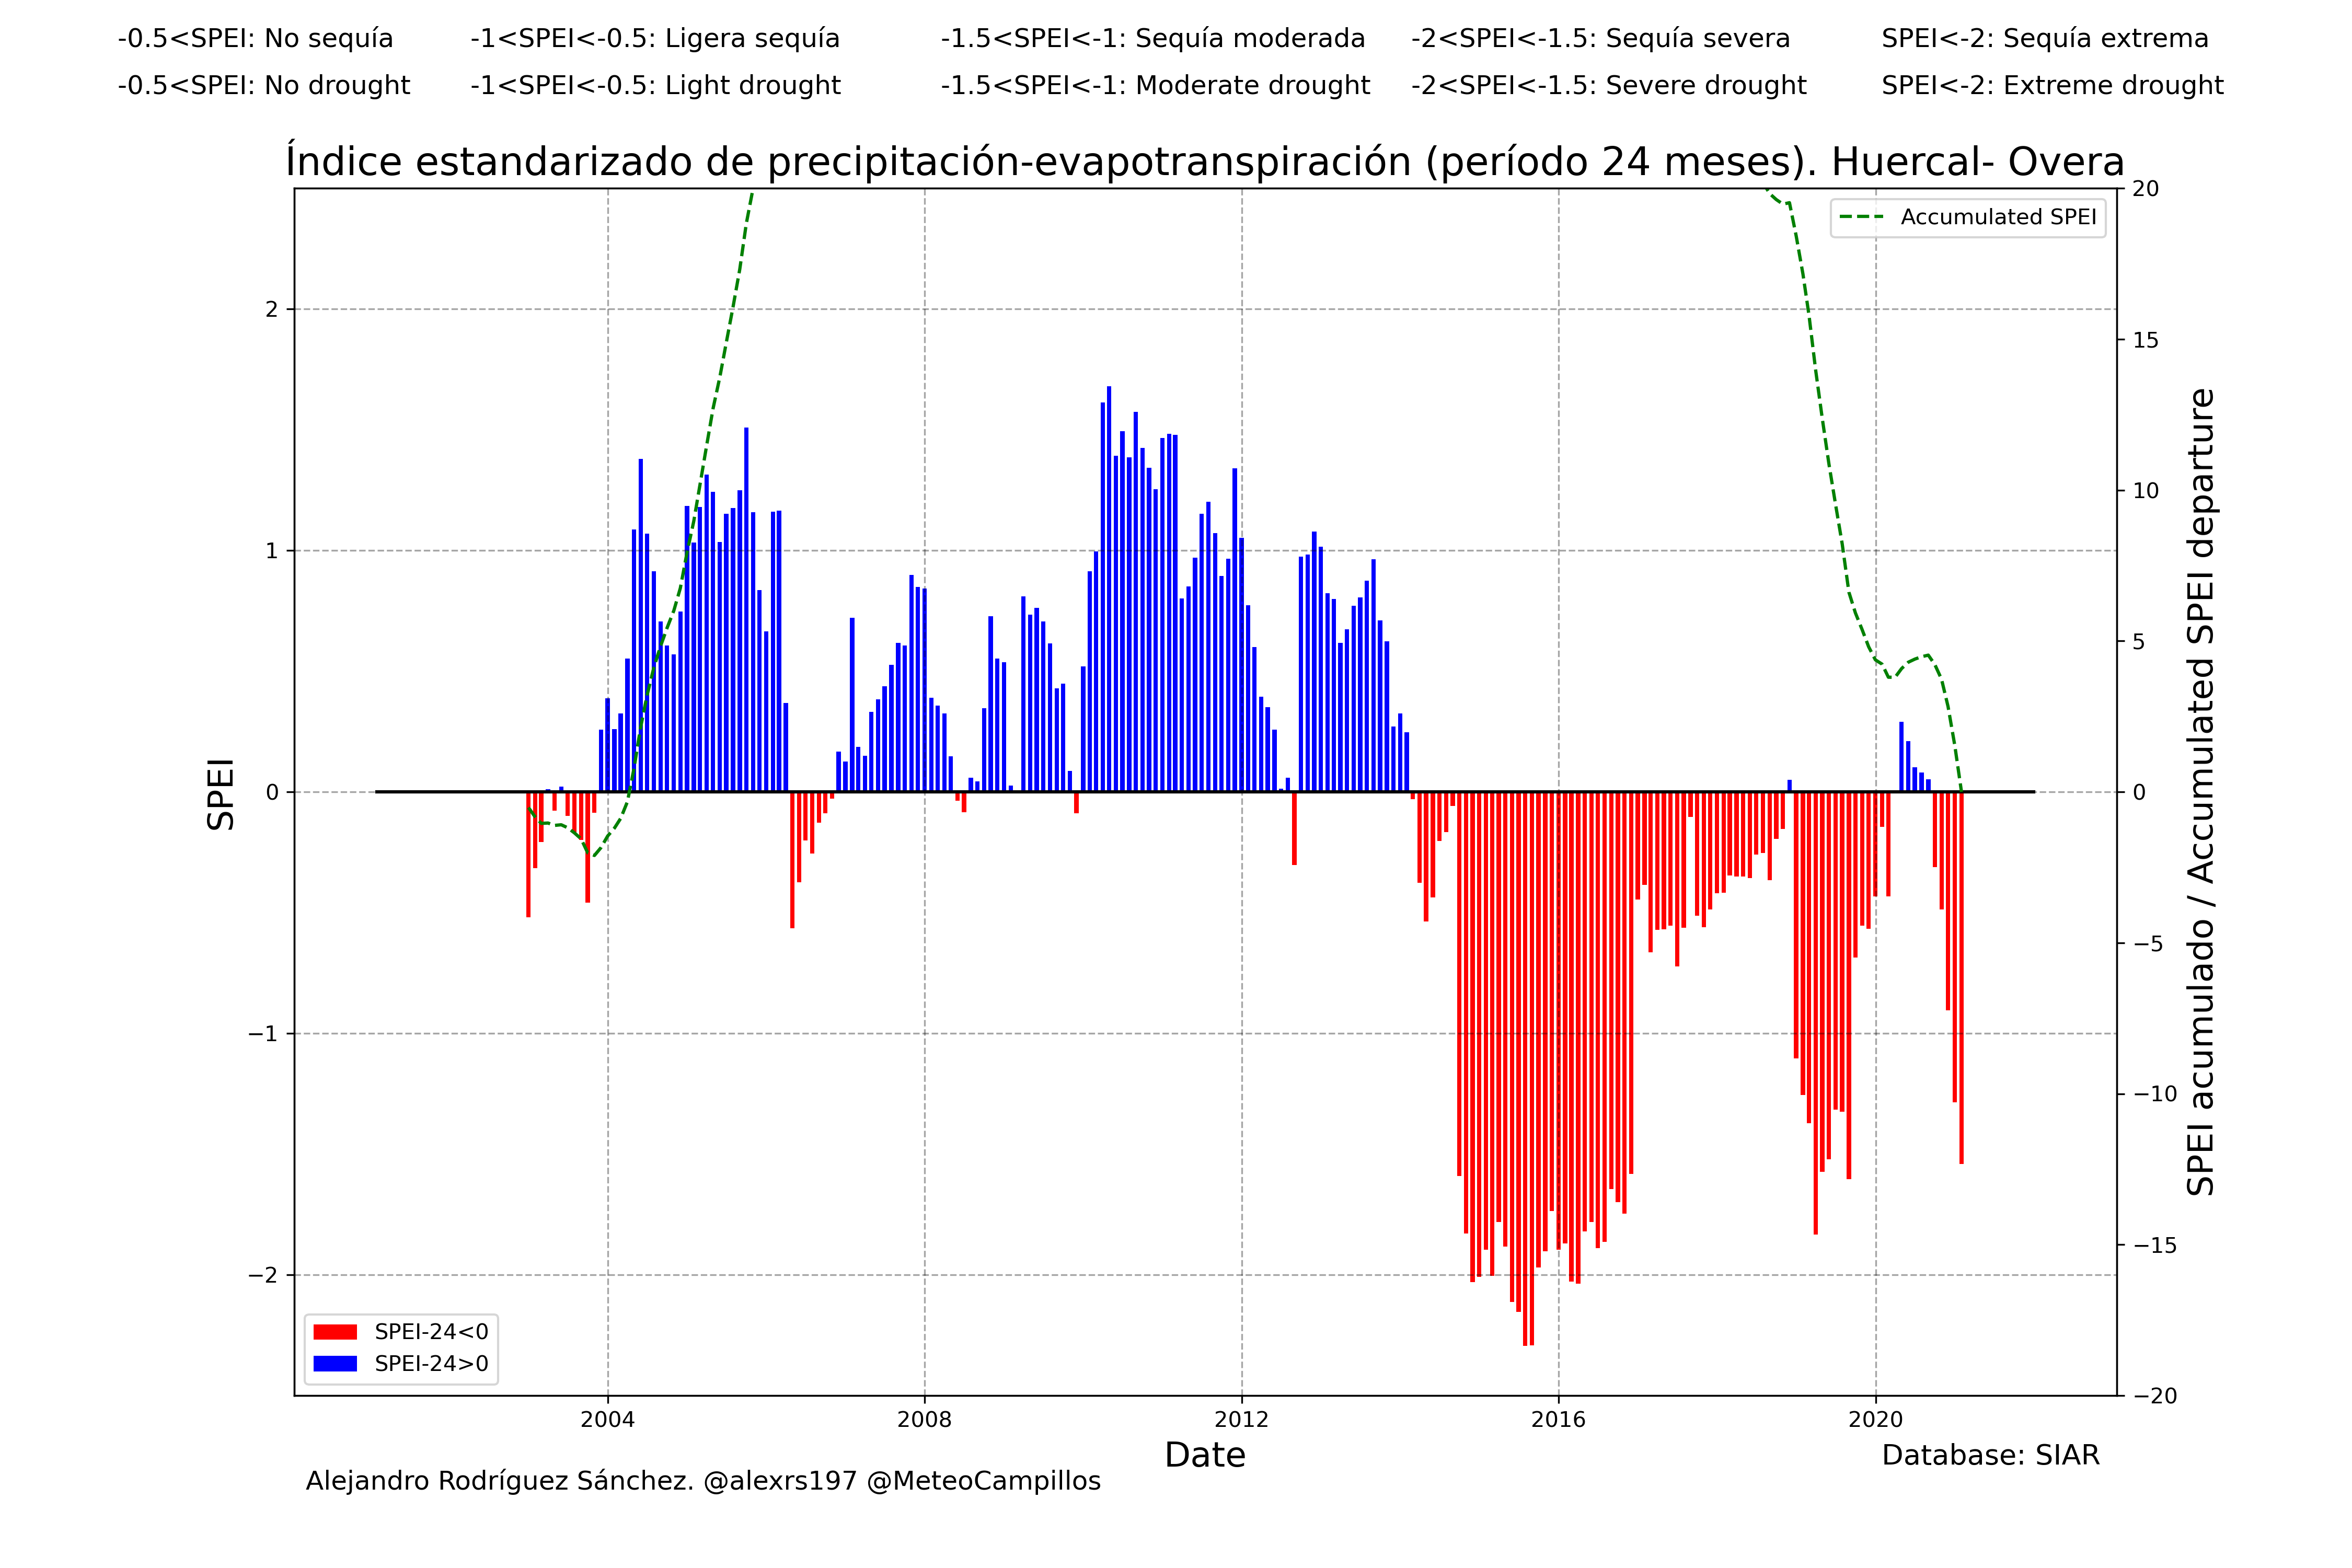 -0.5<SPEI: No sequía -1<SPEI<-0.5: Ligera sequía -1.5<SPEI<-1: Sequía moderada -2<SPEI<-1.5: Sequía severa SPEI<-2: Sequía extrema
-0.5<SPEI: No drought -1<SPEI<-0.5: Light drought -1.5<SPEI<-1: Moderate drought -2<SPEI<-1.5: Severe drought SPEI<-2: Extreme drought
Índice estandarizado de precipitación-evapotranspiración (período 24 meses). Huercal- Overa
Accumulated SPEI
SPEI
2
1
0
−1
−2
20
15
10
5
0
−5
−10
−15
−20
SPEI acumulado / Accumulated SPEI departure
SPEI-24<0
SPEI-24>0
2004 2008 2012 2016 2020
Date
Database: SIAR
Alejandro Rodríguez Sánchez. @alexrs197 @MeteoCampillos